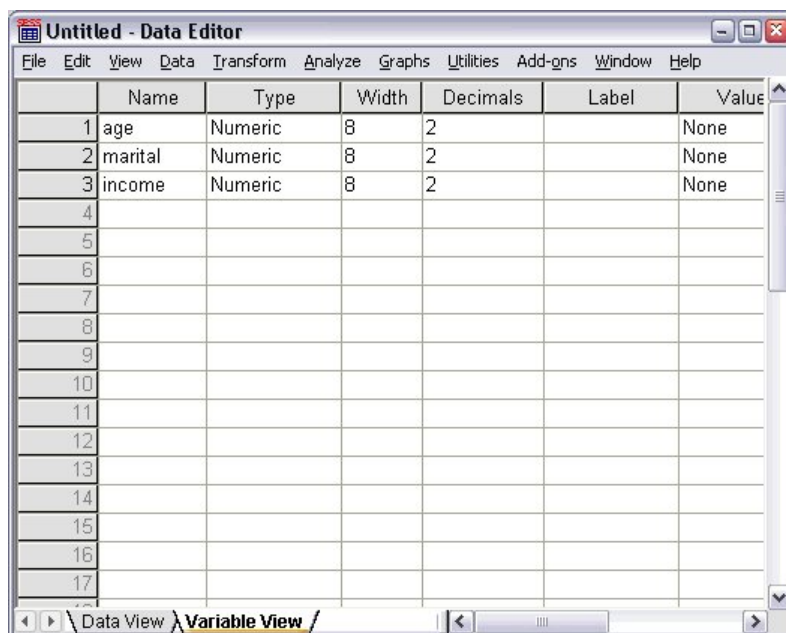 Untitled - Data Editor
File Edit View Data Transform Analyze Graphs Utilities Add-ons Window Help
Name Type Width Decimals Label Value
1 age Numeric 8 2 None
2 marital Numeric 8 2 None
3 income Numeric 8 2 None
4
5
6
7
8
9
10
11
12
13
14
15
16
17
Data View Variable View